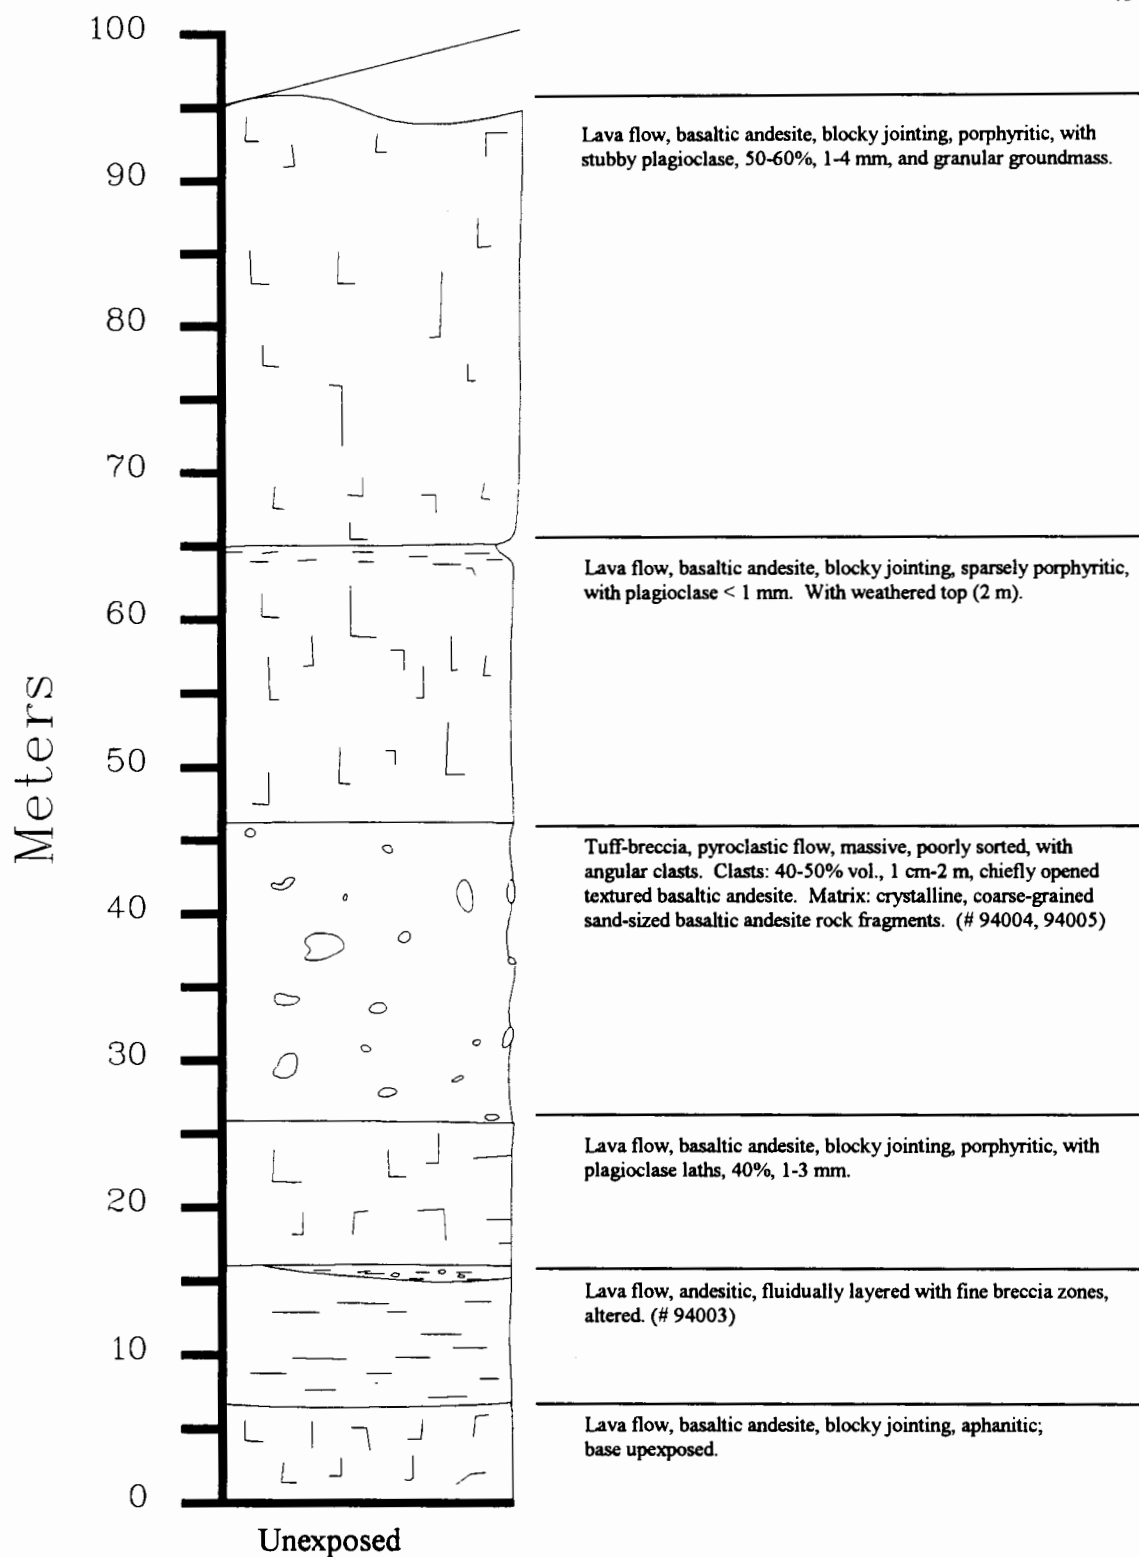 100
Lava flow, basaltic andesite, blocky jointing, porphyritic, with
stubby plagioclase, 50-60%, 1-4 mm, and granular groundmass.
90
80
70
Lava flow, basaltic andesite, blocky jointing, sparsely porphyritic,
with plagioclase < 1 mm. With weathered top (2 m).
60
Meters
50
Tuff-breccia, pyroclastic flow, massive, poorly sorted, with
angular clasts. Clasts: 40-50% vol., 1 cm-2 m, chiefly opened
textured basaltic andesite. Matrix: crystalline, coarse-grained
sand-sized basaltic andesite rock fragments. (# 94004, 94005)
40
30
Lava flow, basaltic andesite, blocky jointing, porphyritic, with
plagioclase laths, 40%, 1-3 mm.
20
Lava flow, andesitic, fluidually layered with fine breccia zones,
altered. (# 94003)
10
Lava flow, basaltic andesite, blocky jointing, aphanitic;
base upexposed.
0
Unexposed